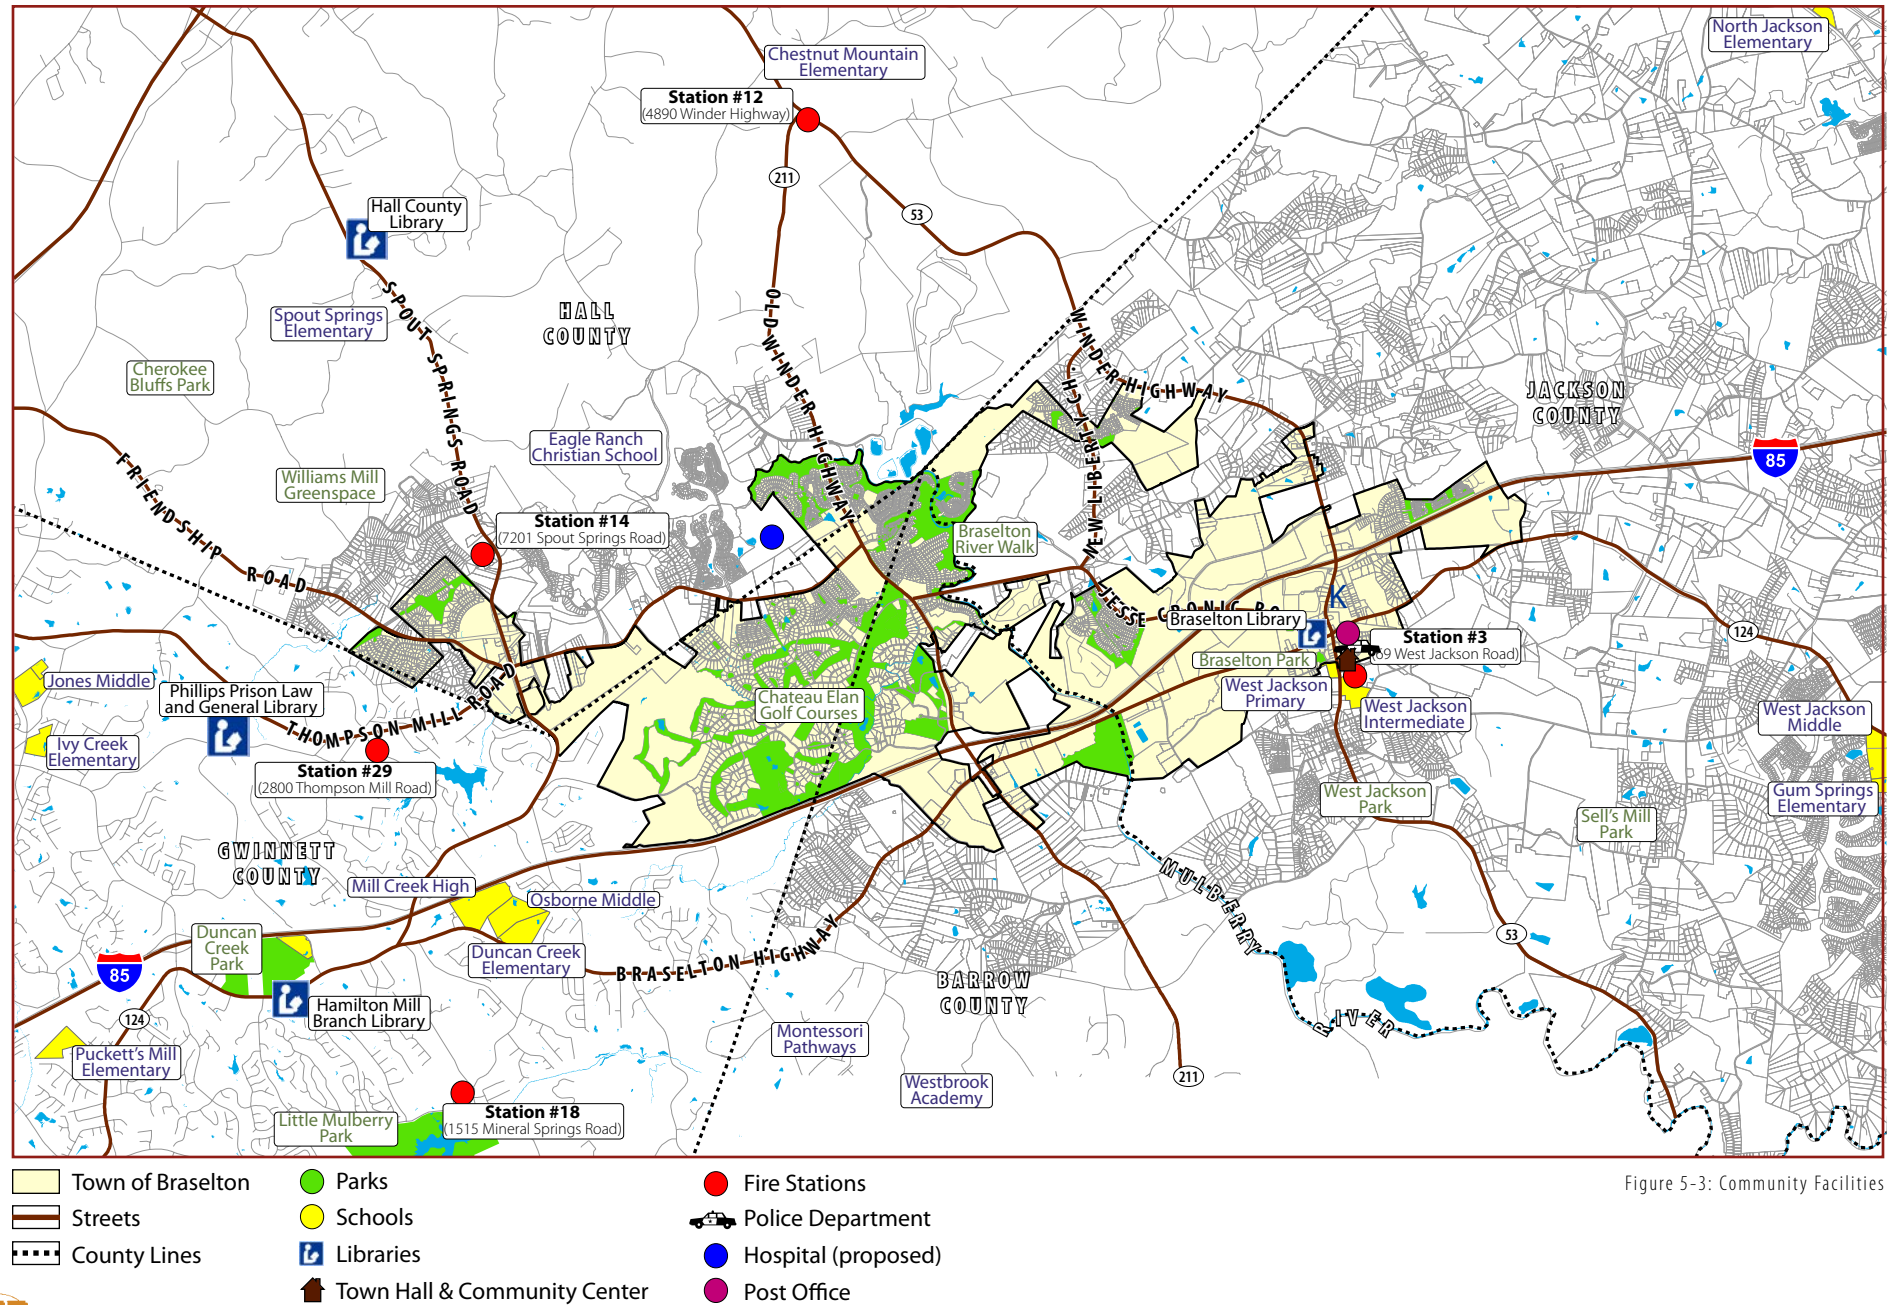 North Jackson
Elementary
Chestnut Mountain
Elementary
Station #12
(4890 Winder Highway)
211
53
Hall County
Library
SPOUT SPRINGS ROAD
Spout Springs
Elementary
HALL
COUNTY
OLD WINDER HIGHWAY
WINDER HIGHWAY
Cherokee
Bluffs Park
JACKSON
COUNTY
Eagle Ranch
Christian School
85
FRIENDSHIP ROAD
Williams Mill
Greenspace
Station #14
(7201 Spout Springs Road)
Braselton
River Walk
NEW LIBERTY CH.
JESSE CRONIC RD
K
Braselton Library
Station #3
69 West Jackson Road)
124
Braselton Park
West Jackson
Primary
West Jackson
Intermediate
West Jackson
Middle
Jones Middle
Phillips Prison Law
and General Library
THOMPSON MILL ROAD
Chateau Elan
Golf Courses
Ivy Creek
Elementary
Station #29
(2800 Thompson Mill Road)
West Jackson
Park
Sell's Mill
Park
Gum Springs
Elementary
GWINNETT
COUNTY
Mill Creek High
Osborne Middle
MULBERRY
RIVER
Duncan
Creek
Park
Duncan Creek
Elementary
BRASELTON HIGHWAY
53
85
BARROW
COUNTY
Hamilton Mill
Branch Library
124
Montessori
Pathways
Puckett's Mill
Elementary
Westbrook
Academy
211
Little Mulberry
Park
Station #18
(1515 Mineral Springs Road)
Town of Braselton
Streets
County Lines
Parks
Schools
Libraries
Town Hall & Community Center
Fire Stations
Police Department
Hospital (proposed)
Post Office
Figure 5-3: Community Facilities